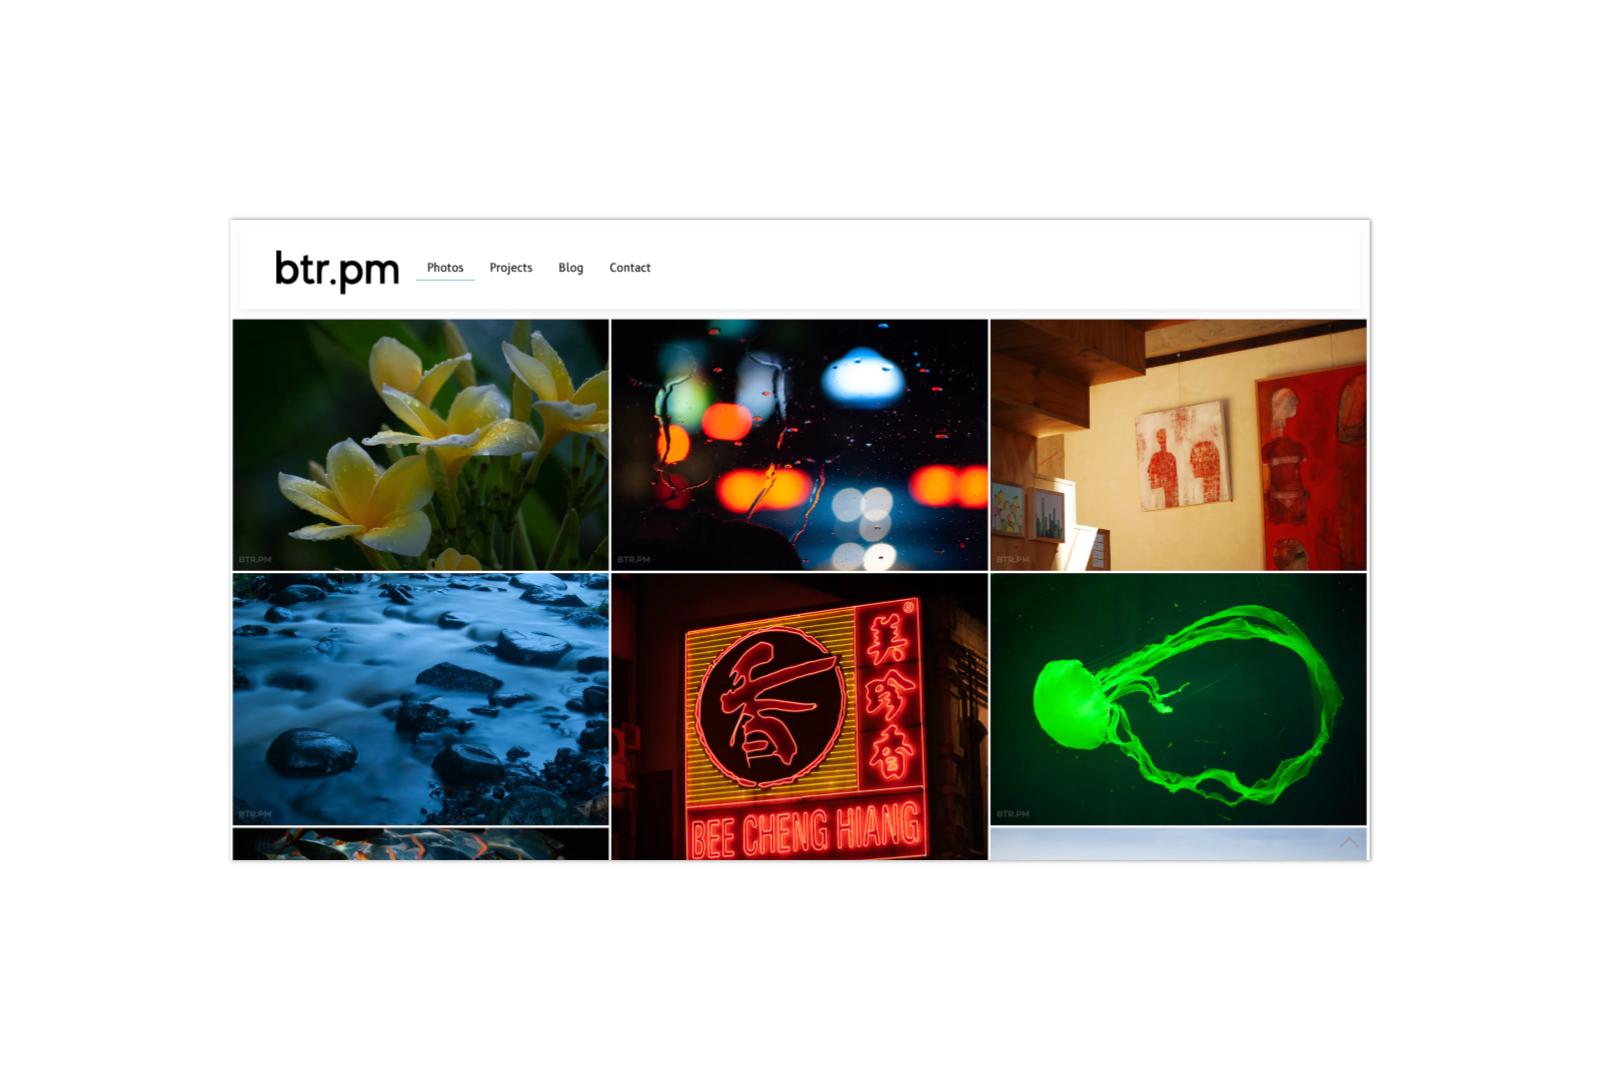 btr.pm
Photos Projects Blog Contact
BTR.PM
BTR.PM
BTR.PM
BTR.PM
香
®
美珍香
BEE CHENG HIANG
BTR.PM